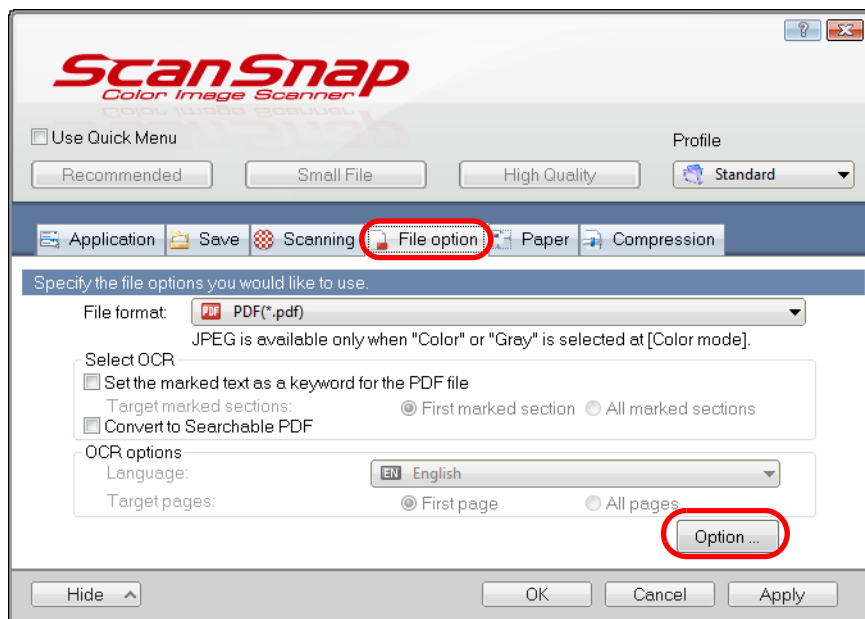 ScanSnap
Color Image Scanner
Use Quick Menu
Profile
Recommended Small File High Quality Standard
Application Save Scanning File option Paper Compression
Specify the file options you would like to use.
File format: PDF PDF(*.pdf)
JPEG is available only when "Color" or "Gray" is selected at [Color mode].
Select OCR
Set the marked text as a keyword for the PDF file
Target marked sections: First marked section All marked sections
Convert to Searchable PDF
OCR options
Language: EN English
Target pages: First page All pages
Option ...
Hide OK Cancel Apply